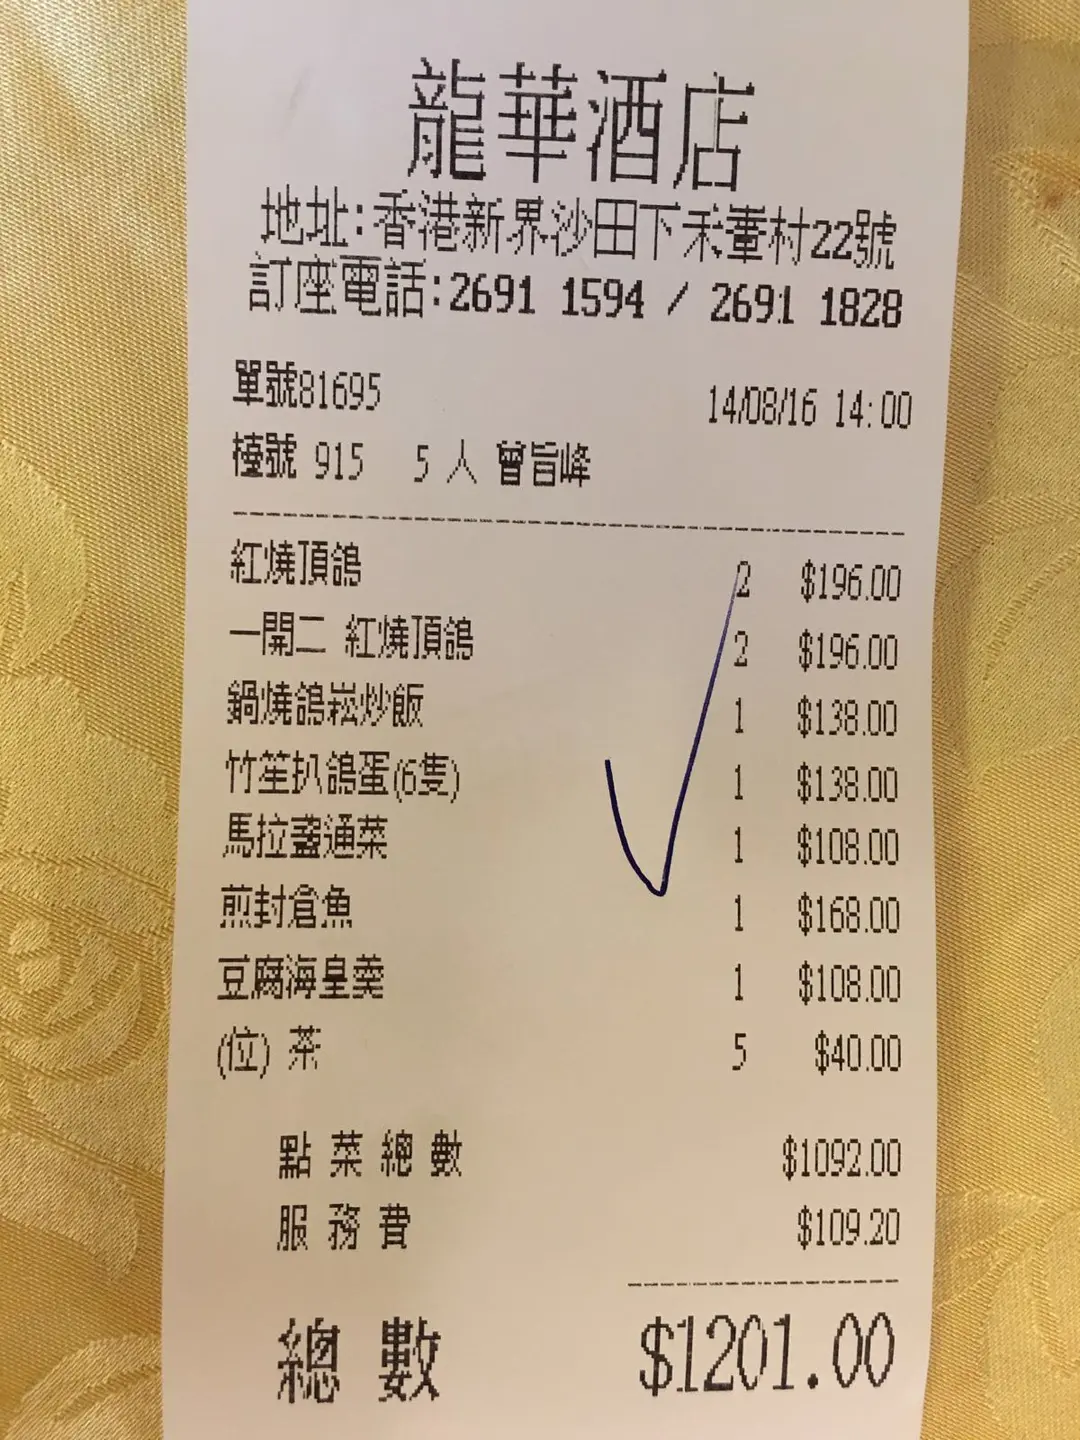 龍華酒店
地址:香港新界沙田下禾輋村22號
訂座電話:2691 1594 / 2691 1828
單號81695 14/08/16 14:00
檯號 915 5 人 曾旨峰
紅燒頂鴿 2 $196.00
一開二 紅燒頂鴿 2 $196.00
鍋燒鴿崧炒飯 1 $138.00
竹笙扒鴿蛋(6隻) 1 $138.00
馬拉盞通菜 1 $108.00
煎封倉魚 1 $168.00
豆腐海皇羹 1 $108.00
(位) 茶 5 $40.00
點菜總數 $1092.00
服務費 $109.20
總數 $1201.00